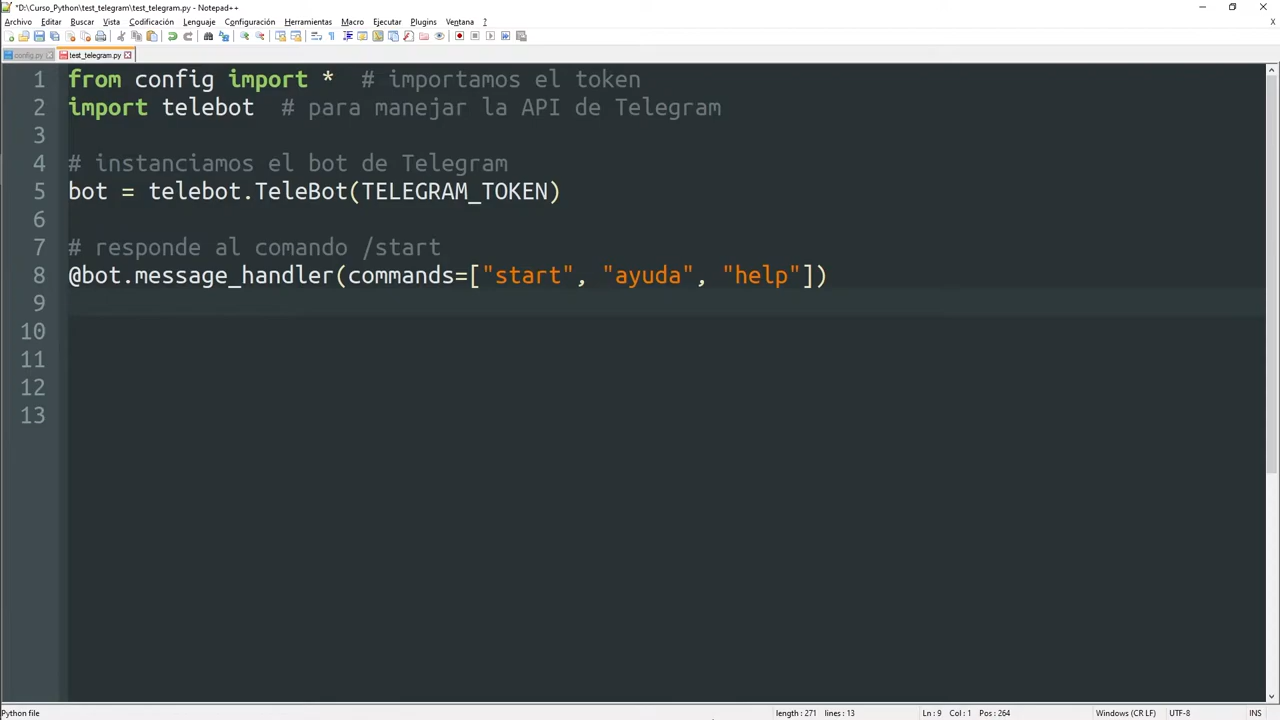 *D:\Curso_Python\test_telegram\test_telegram.py - Notepad++
Archivo Editar Buscar Vista Codificación Lenguaje Configuración Herramientas Macro Ejecutar Plugins Ventana ?
config.py test_telegram.py
1 from config import * # importamos el token
2 import telebot # para manejar la API de Telegram
3
4 # instanciamos el bot de Telegram
5 bot = telebot.TeleBot(TELEGRAM_TOKEN)
6
7 # responde al comando /start
8 @bot.message_handler(commands=["start", "ayuda", "help"])
9
10
11
12
13
Python file length : 271 lines : 13 Ln : 9 Col : 1 Pos : 264 Windows (CR LF) UTF-8 INS